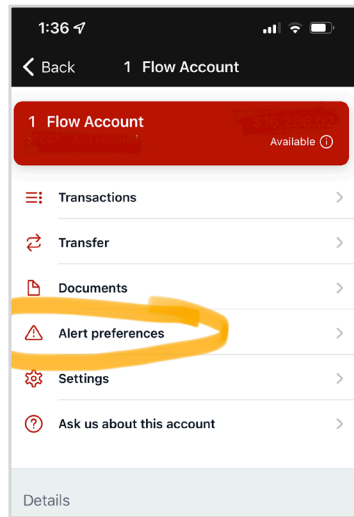 1:36
Back 1 Flow Account
1 Flow Account
Available
Transactions
Transfer
Documents
Alert preferences
Settings
Ask us about this account
Details